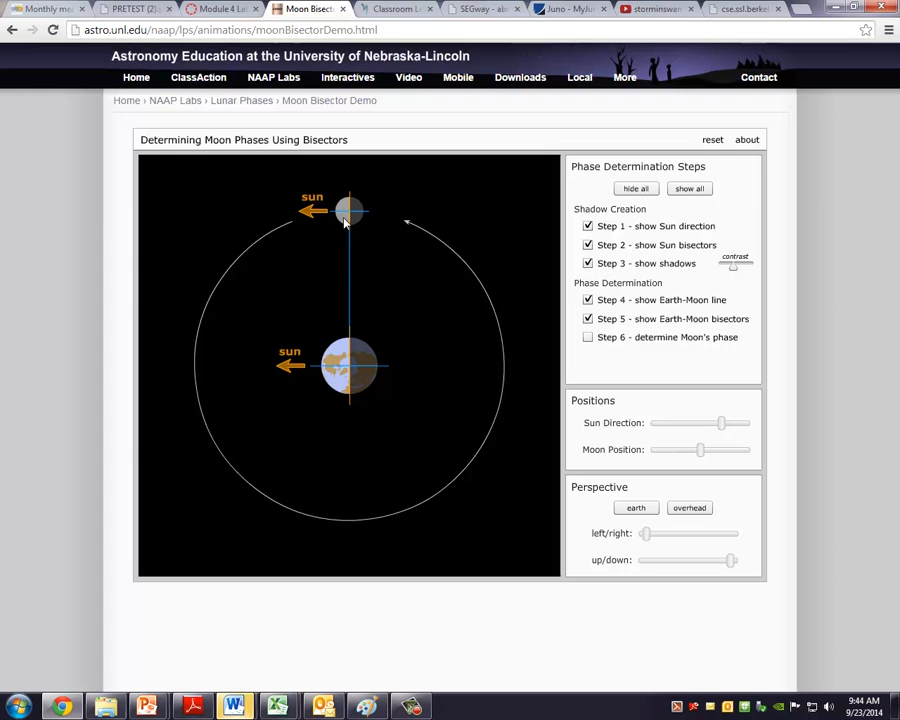 Monthly me
PRETEST (2).
Module 4 La
Moon Bisect
Classroom L
SEGway - ab
Juno - MyJu
storminswan
cse.ssl.berkel
astro.unl.edu/naap/lps/animations/moonBisectorDemo.html
Astronomy Education at the University of Nebraska-Lincoln
Home ClassAction NAAP Labs Interactives Video Mobile Downloads Local More Contact
Home › NAAP Labs › Lunar Phases › Moon Bisector Demo
Determining Moon Phases Using Bisectors
reset about
sun
sun
Phase Determination Steps
hide all show all
Shadow Creation
Step 1 - show Sun direction
Step 2 - show Sun bisectors
Step 3 - show shadows
contrast
Phase Determination
Step 4 - show Earth-Moon line
Step 5 - show Earth-Moon bisectors
Step 6 - determine Moon's phase
Positions
Sun Direction:
Moon Position:
Perspective
earth overhead
left/right:
up/down:
9:44 AM
9/23/2014